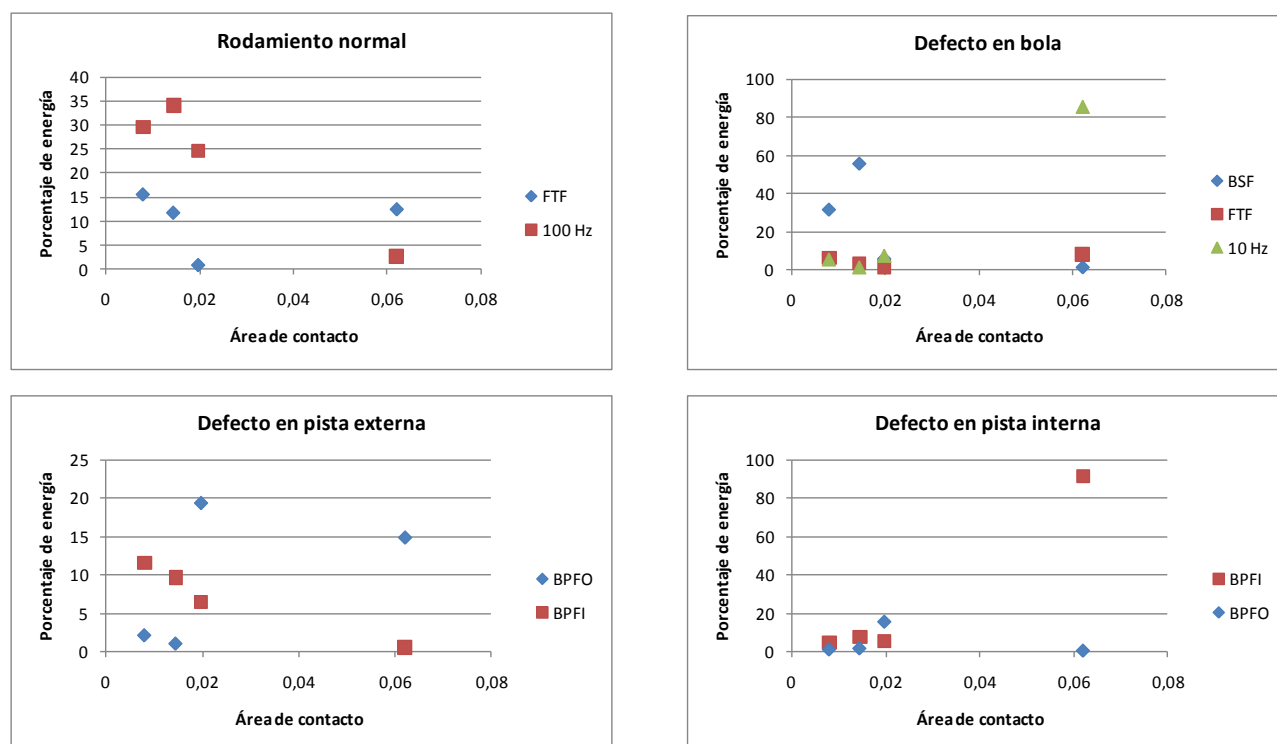 Rodamiento normal
Porcentaje de energía
40
35
30
25
20
15
10
5
0
0 0,02 0,04 0,06 0,08
Área de contacto
FTF
100 Hz
Defecto en bola
Porcentaje de energía
100
80
60
40
20
0
0 0,02 0,04 0,06 0,08
Área de contacto
BSF
FTF
10 Hz
Defecto en pista externa
Porcentaje de energía
25
20
15
10
5
0
0 0,02 0,04 0,06 0,08
Área de contacto
BPFO
BPFI
Defecto en pista interna
Porcentaje de energía
100
80
60
40
20
0
0 0,02 0,04 0,06 0,08
Área de contacto
BPFI
BPFO